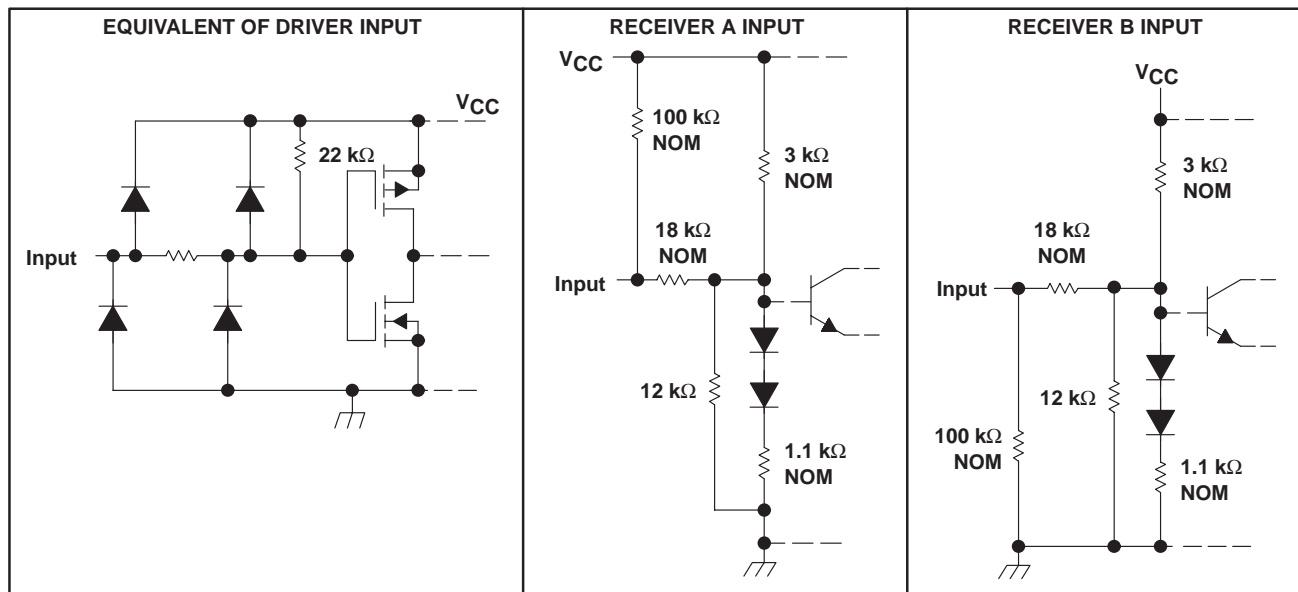 EQUIVALENT OF DRIVER INPUT
VCC
22 kΩ
Input
RECEIVER A INPUT
VCC
100 kΩ
NOM
3 kΩ
NOM
18 kΩ
NOM
Input
12 kΩ
1.1 kΩ
NOM
RECEIVER B INPUT
VCC
3 kΩ
NOM
18 kΩ
NOM
Input
12 kΩ
100 kΩ
NOM
1.1 kΩ
NOM